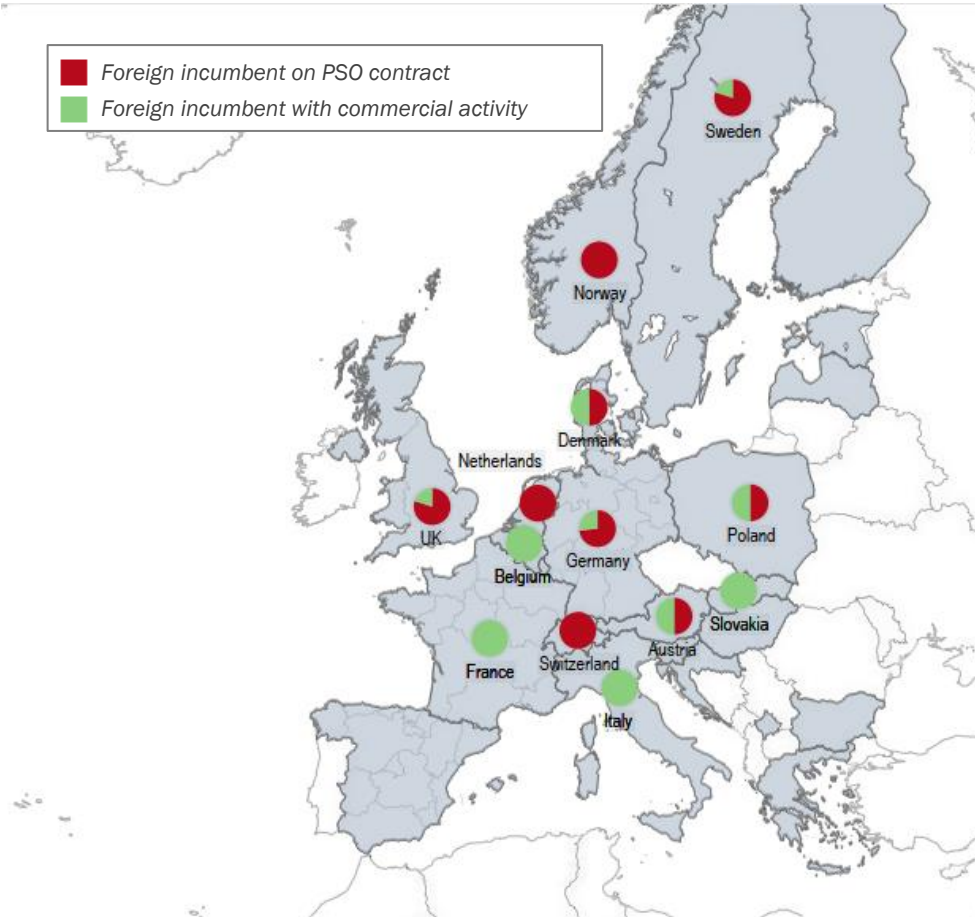 Foreign incumbent on PSO contract
Foreign incumbent with commercial activity
Sweden
Norway
Denmark
Netherlands
UK
Belgium
Germany
Poland
Slovakia
France
Switzerland
Austria
Italy